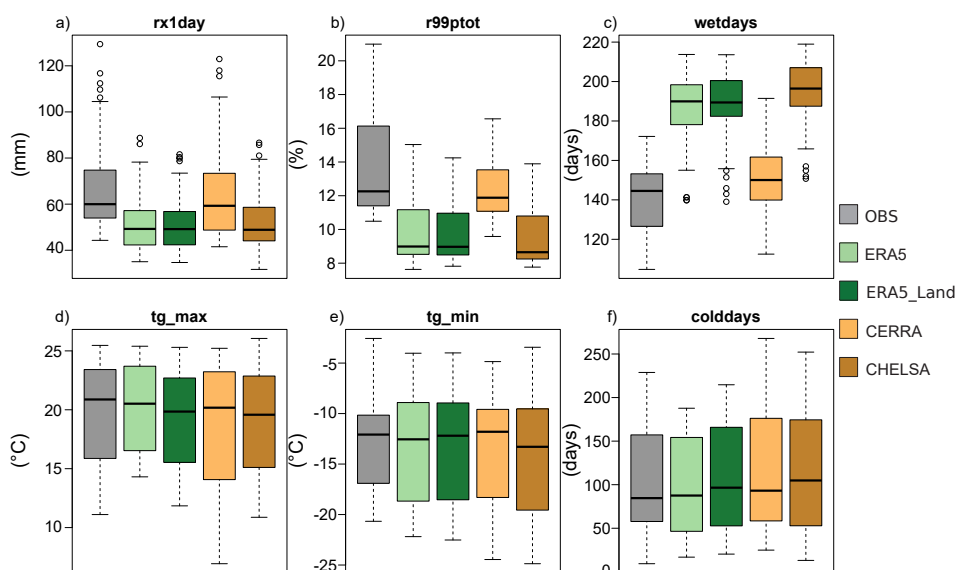 a) rx1day
b) r99ptot
c) wetdays
(mm)
120
100
80
60
40
(%)
20
18
16
14
12
10
8
(days)
220
200
180
160
140
120
OBS
ERA5
ERA5_Land
CERRA
CHELSA
d) tg_max
e) tg_min
f) colddays
(°C)
25
20
15
10
(°C)
-5
-10
-15
-20
-25
(days)
250
200
150
100
50
0